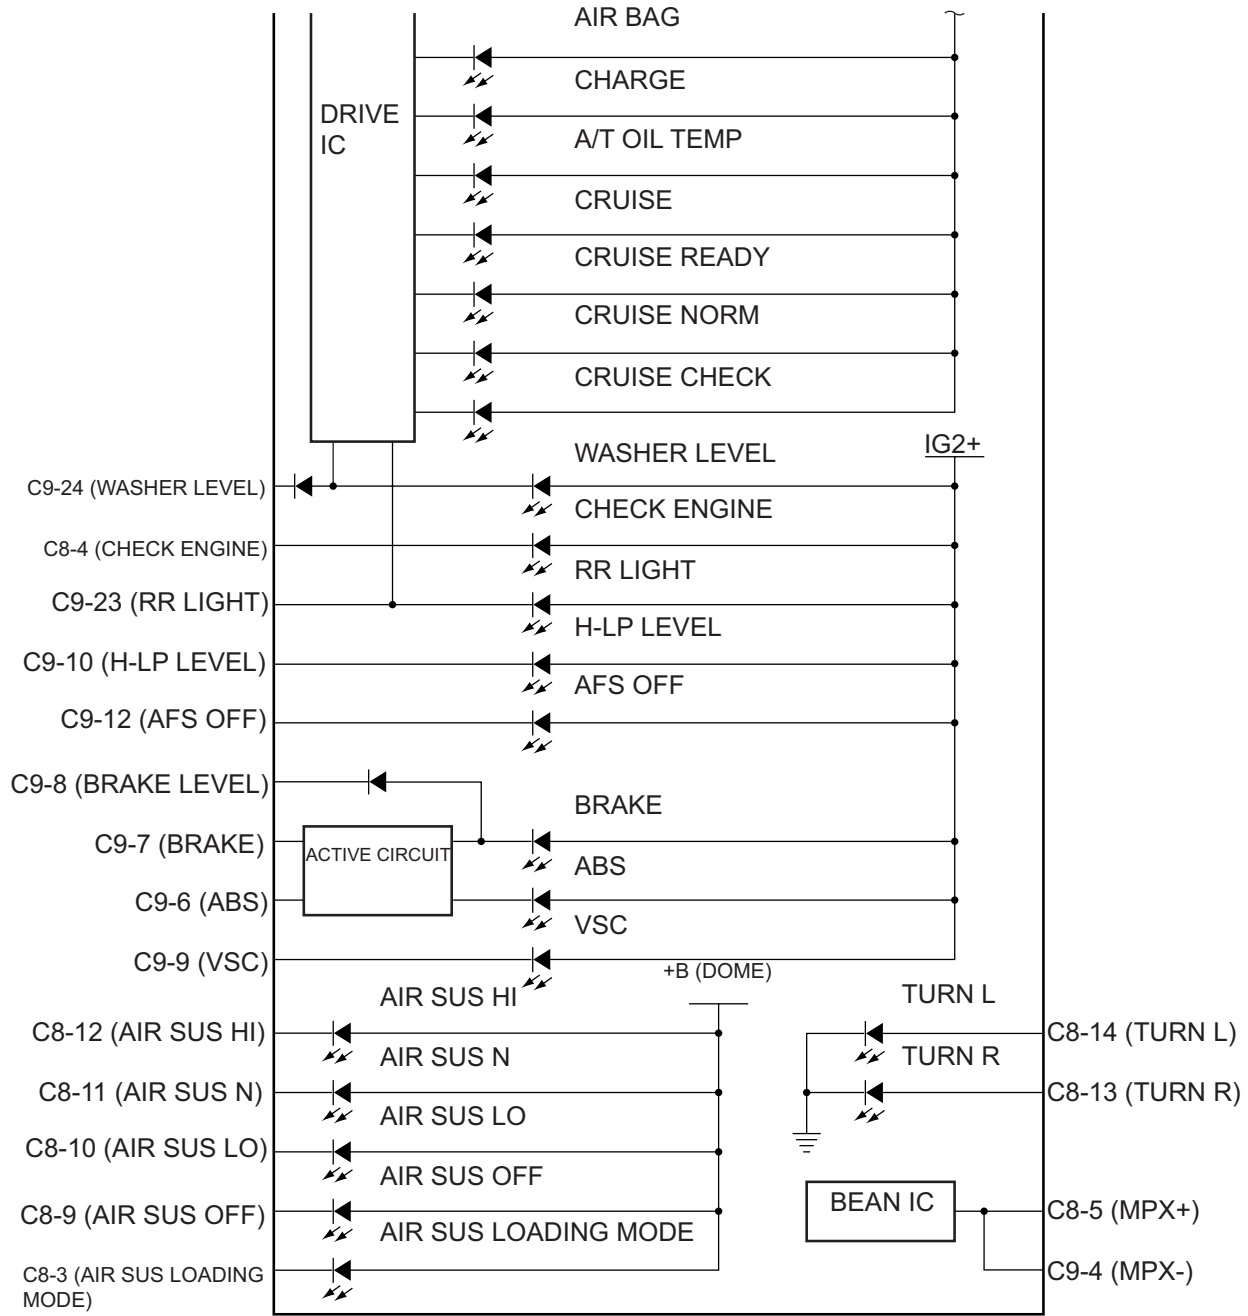 AIR BAG
CHARGE
DRIVE
IC
A/T OIL TEMP
CRUISE
CRUISE READY
CRUISE NORM
CRUISE CHECK
WASHER LEVEL
IG2+
C9-24 (WASHER LEVEL)
CHECK ENGINE
C8-4 (CHECK ENGINE)
RR LIGHT
C9-23 (RR LIGHT)
H-LP LEVEL
C9-10 (H-LP LEVEL)
AFS OFF
C9-12 (AFS OFF)
C9-8 (BRAKE LEVEL)
BRAKE
C9-7 (BRAKE)
ACTIVE CIRCUIT
ABS
C9-6 (ABS)
VSC
C9-9 (VSC)
+B (DOME)
AIR SUS HI
TURN L
C8-12 (AIR SUS HI)
C8-14 (TURN L)
AIR SUS N
TURN R
C8-11 (AIR SUS N)
C8-13 (TURN R)
AIR SUS LO
C8-10 (AIR SUS LO)
AIR SUS OFF
BEAN IC
C8-9 (AIR SUS OFF)
C8-5 (MPX+)
AIR SUS LOADING MODE
C8-3 (AIR SUS LOADING
MODE)
C9-4 (MPX-)